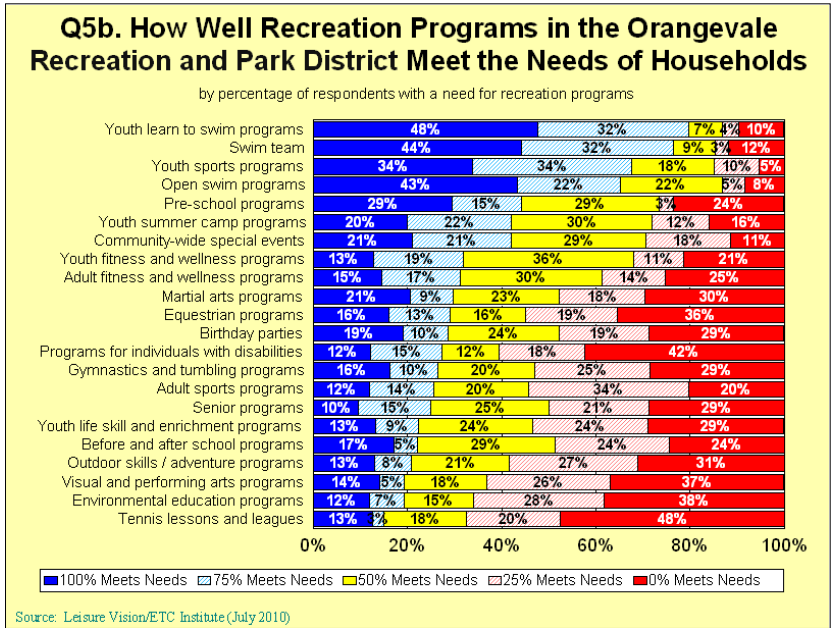 Q5b. How Well Recreation Programs in the Orangevale
Recreation and Park District Meet the Needs of Households
by percentage of respondents with a need for recreation programs
Youth learn to swim programs 48% 32% 7% 4% 10%
Swim team 44% 32% 9% 3% 12%
Youth sports programs 34% 34% 18% 10% 5%
Open swim programs 43% 22% 22% 5% 8%
Pre-school programs 29% 15% 29% 3% 24%
Youth summer camp programs 20% 22% 30% 12% 16%
Community-wide special events 21% 21% 29% 18% 11%
Youth fitness and wellness programs 13% 19% 36% 11% 21%
Adult fitness and wellness programs 15% 17% 30% 14% 25%
Martial arts programs 21% 9% 23% 18% 30%
Equestrian programs 16% 13% 16% 19% 36%
Birthday parties 19% 10% 24% 19% 29%
Programs for individuals with disabilities 12% 15% 12% 18% 42%
Gymnastics and tumbling programs 16% 10% 20% 25% 29%
Adult sports programs 12% 14% 20% 34% 20%
Senior programs 10% 15% 25% 21% 29%
Youth life skill and enrichment programs 13% 9% 24% 24% 29%
Before and after school programs 17% 5% 29% 24% 24%
Outdoor skills / adventure programs 13% 8% 21% 27% 31%
Visual and performing arts programs 14% 5% 18% 26% 37%
Environmental education programs 12% 7% 15% 28% 38%
Tennis lessons and leagues 13% 3% 18% 20% 48%
0% 20% 40% 60% 80% 100%
100% Meets Needs 75% Meets Needs 50% Meets Needs 25% Meets Needs 0% Meets Needs
Source: Leisure Vision/ETC Institute (July 2010)